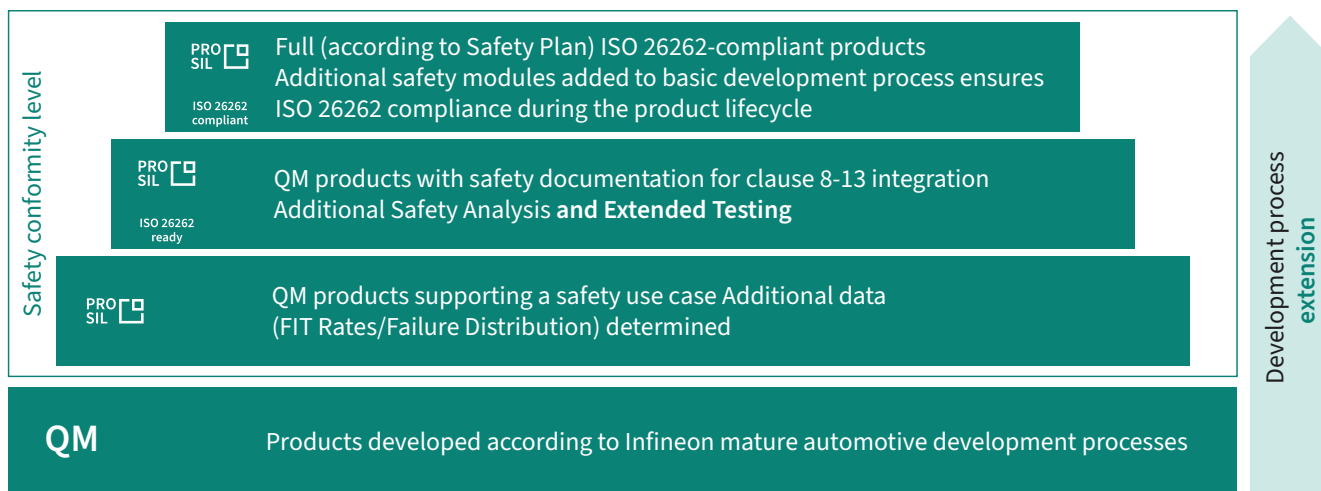 Safety conformity level
PRO
SIL
ISO 26262
compliant
Full (according to Safety Plan) ISO 26262-compliant products
Additional safety modules added to basic development process ensures
ISO 26262 compliance during the product lifecycle
PRO
SIL
ISO 26262
ready
QM products with safety documentation for clause 8-13 integration
Additional Safety Analysis and Extended Testing
PRO
SIL
QM products supporting a safety use case Additional data
(FIT Rates/Failure Distribution) determined
QM
Products developed according to Infineon mature automotive development processes
Development process
extension